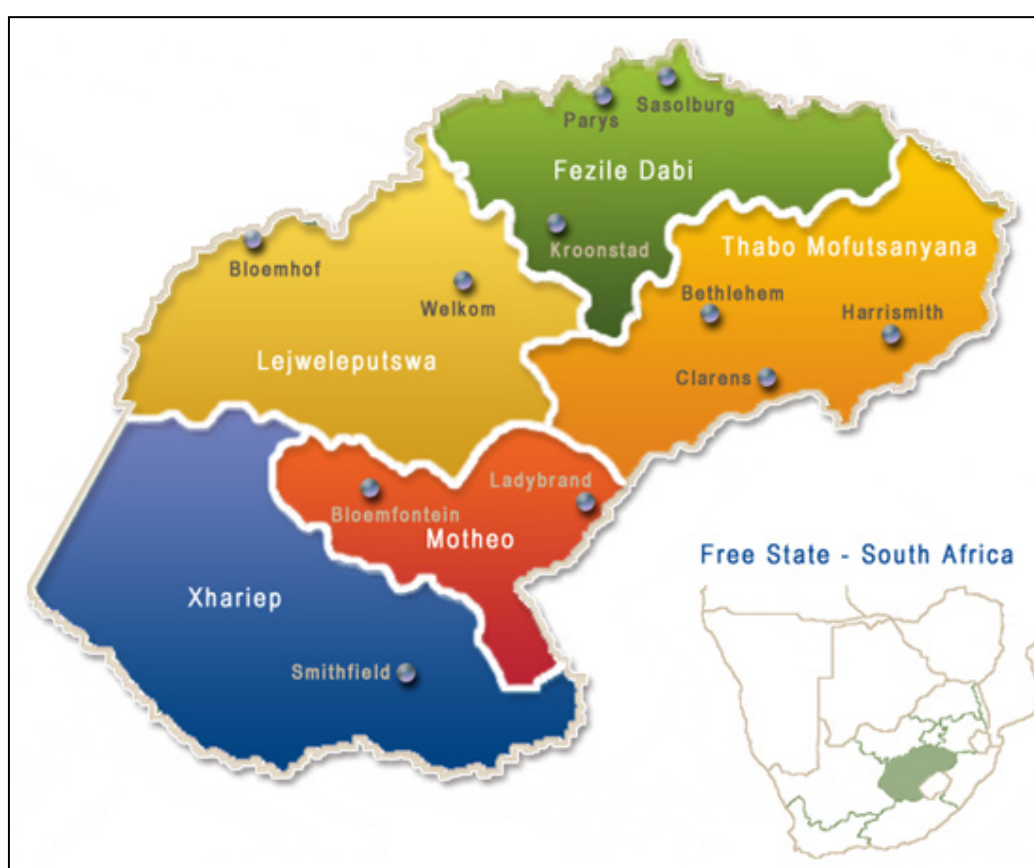 Sasolburg
Parys
Fezile Dabi
Kroonstad
Thabo Mofutsanyana
Bloemhof
Welkom
Bethlehem
Harrismith
Lejweleputswa
Clarens
Ladybrand
Bloemfontein
Motheo
Free State - South Africa
Xhariep
Smithfield